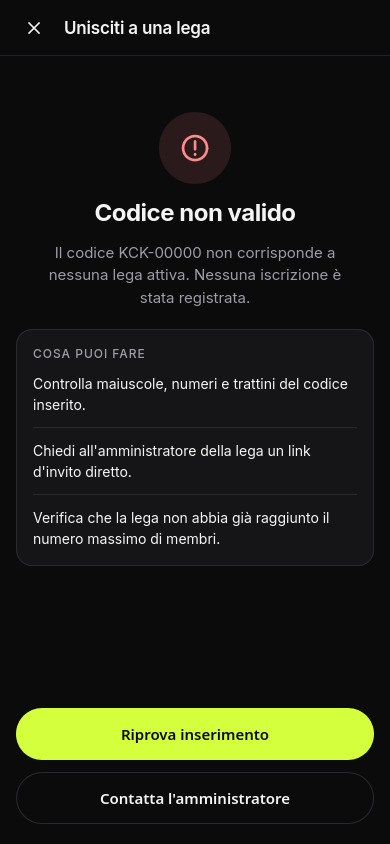 Unisciti a una lega
Codice non valido
Il codice KCK-00000 non corrisponde a
nessuna lega attiva. Nessuna iscrizione è
stata registrata.
COSA PUOI FARE
Controlla maiuscole, numeri e trattini del codice
inserito.
Chiedi all'amministratore della lega un link
d'invito diretto.
Verifica che la lega non abbia già raggiunto il
numero massimo di membri.
Riprova inserimento
Contatta l'amministratore